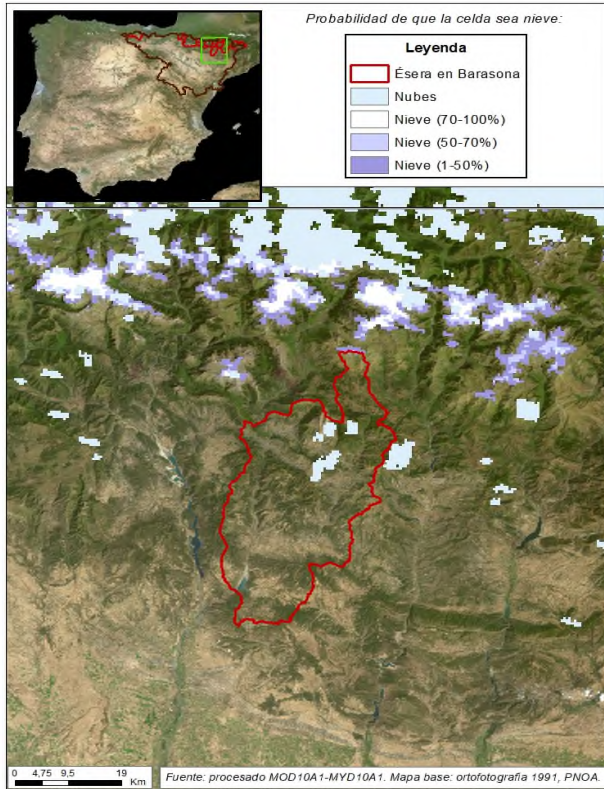 Probabilidad de que la celda sea nieve:
Leyenda
Ésera en Barasona
Nubes
Nieve (70-100%)
Nieve (50-70%)
Nieve (1-50%)
0 4,75 9,5 19
Km
Fuente: procesado MOD10A1-MYD10A1. Mapa base: ortofotografia 1991, PNOA.